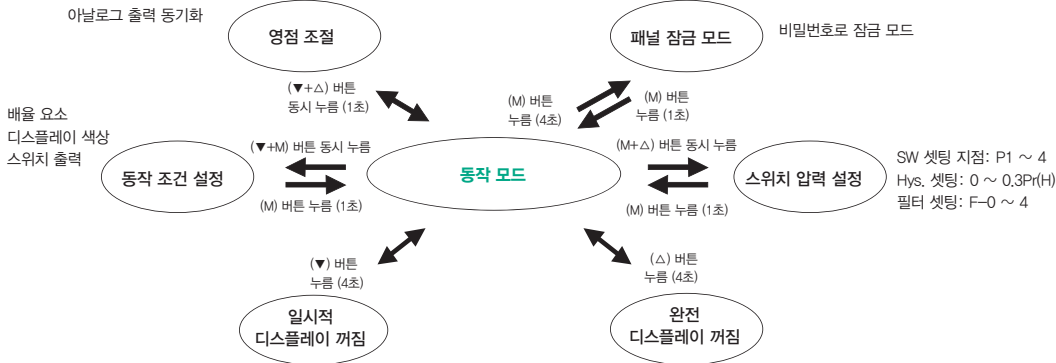 아날로그 출력 동기화
영점 조절
패널 잠금 모드
비밀번호로 잠금 모드
(▼+△) 버튼
동시 누름 (1초)
(M) 버튼
누름 (4초)
(M) 버튼
누름 (1초)
배율 요소
디스플레이 색상
스위치 출력
동작 조건 설정
(▼+M) 버튼 동시 누름
(M) 버튼 누름 (1초)
동작 모드
(M+△) 버튼 동시 누름
(M) 버튼 누름 (1초)
스위치 압력 설정
SW 셋팅 지점: P1 ~ 4
Hys. 셋팅: 0 ~ 0.3Pr(H)
필터 셋팅: F-0 ~ 4
(▼) 버튼
누름 (4초)
(△) 버튼
누름 (4초)
일시적
디스플레이 꺼짐
완전
디스플레이 꺼짐